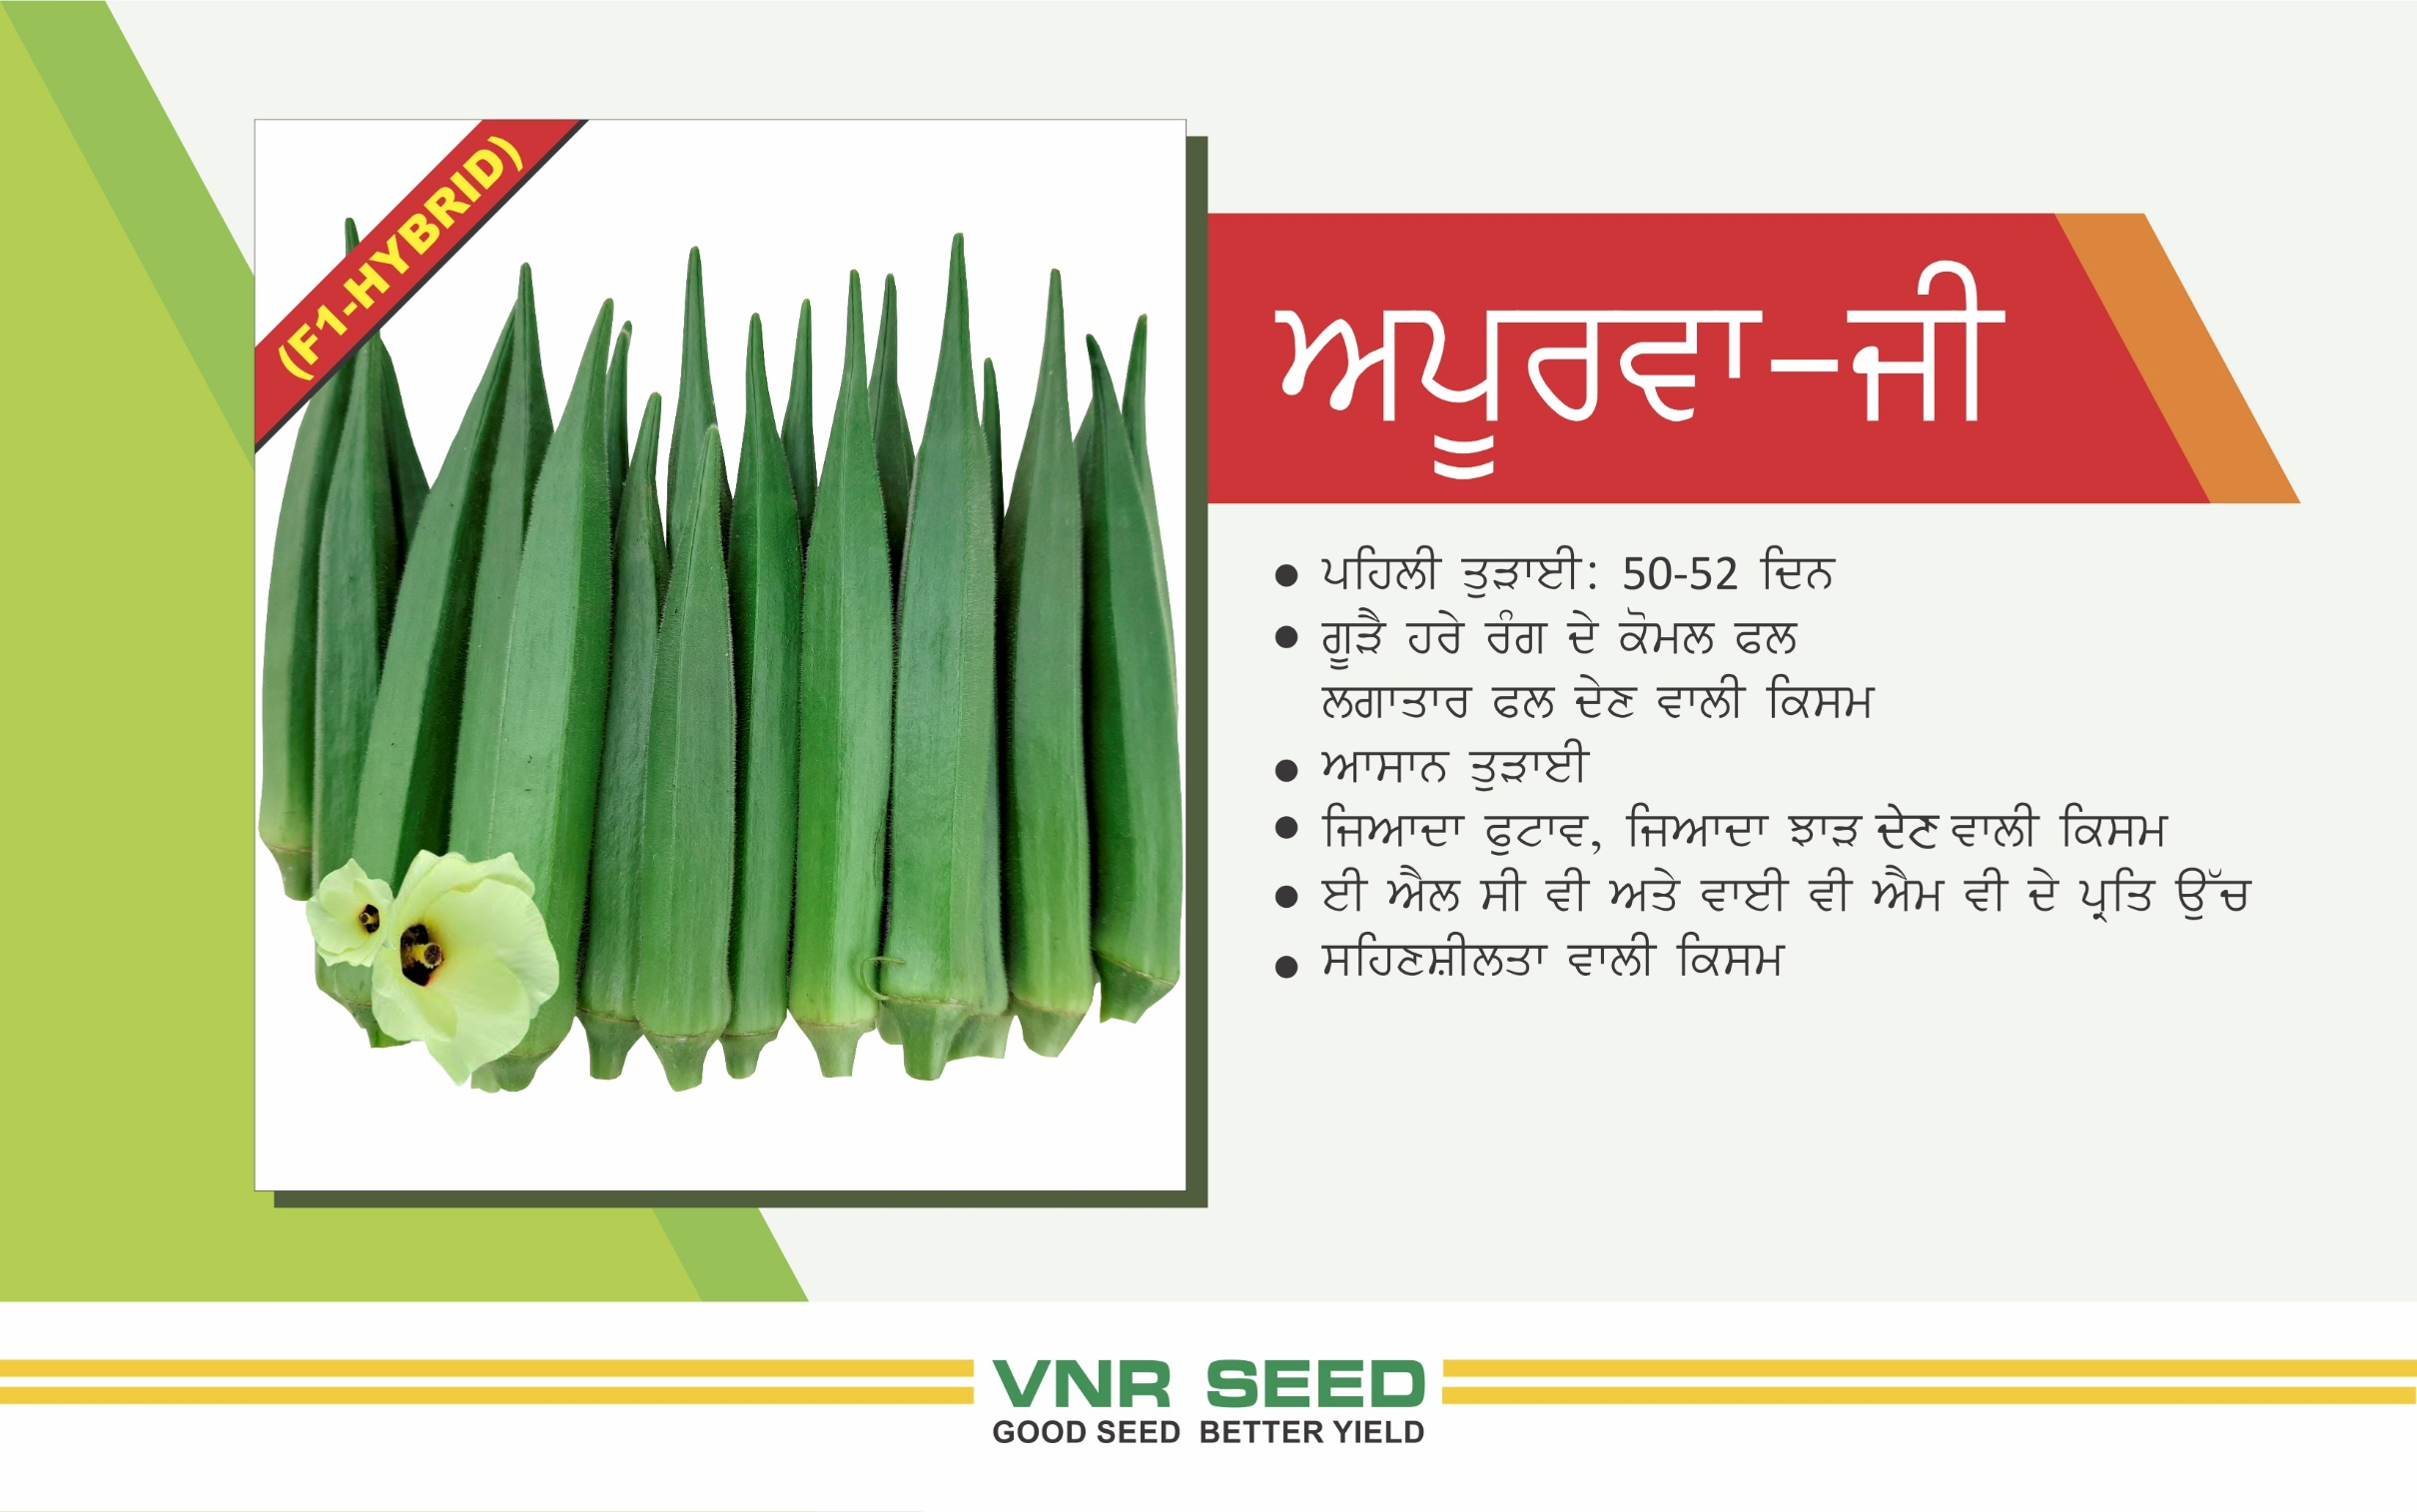 (F1-HYBRID))
ਅਪੂਰਵਾ-ਜੀ
● ਪਹਿਲੀ ਤੁੜਾਈ: 50-52 ਦਿਨ
● ਗੂੜੈ ਹਰੇ ਰੰਗ ਦੇ ਕੋਮਲ ਫਲ
ਲਗਾਤਾਰ ਫਲ ਦੇਣ ਵਾਲੀ ਕਿਸਮ
● ਆਸਾਨ ਤੁੜਾਈ
● ਜਿਆਦਾ ਫੁਟਾਵ, ਜਿਆਦਾ ਝਾੜ ਦੇਣ ਵਾਲੀ ਕਿਸਮ
● ਈ ਐਲ ਸੀ ਵੀ ਅਤੇ ਵਾਈ ਵੀ ਐਮ ਵੀ ਦੇ ਪ੍ਰਤਿ ਉੱਚ
● ਸਹਿਣਸ਼ੀਲਤਾ ਵਾਲੀ ਕਿਸਮ
VNR SEED
GOOD SEED BETTER YIELD